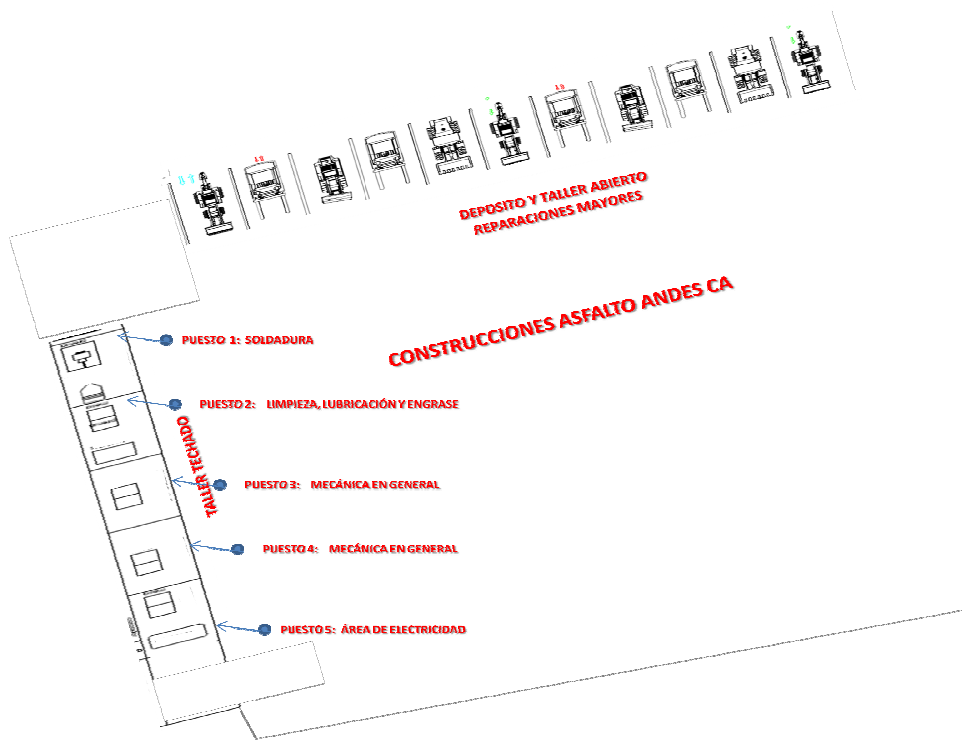 DEPOSITO Y TALLER ABIERTO
REPARACIONES MAYORES
CONSTRUCCIONES ASFALTO ANDES CA
PUESTO 1: SOLDADURA
PUESTO 2: LIMPIEZA, LUBRICACIÓN Y ENGRASE
TALLER TECHADO
PUESTO 3: MECÁNICA EN GENERAL
PUESTO 4: MECÁNICA EN GENERAL
PUESTO 5: ÁREA DE ELECTRICIDAD